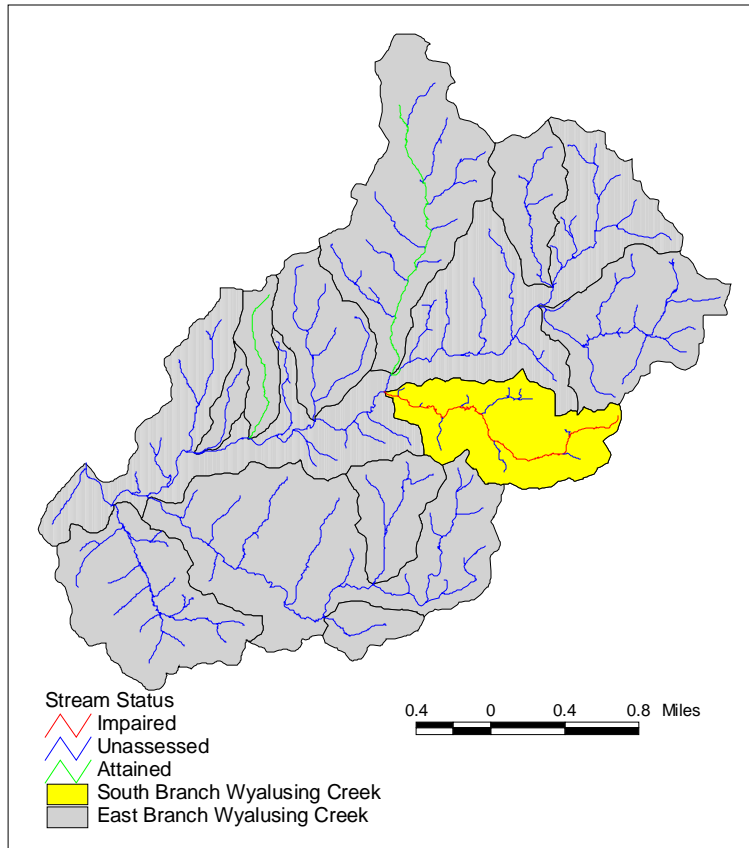 Stream Status
Impaired
Unassessed
Attained
South Branch Wyalusing Creek
East Branch Wyalusing Creek
0.4 0 0.4 0.8 Miles